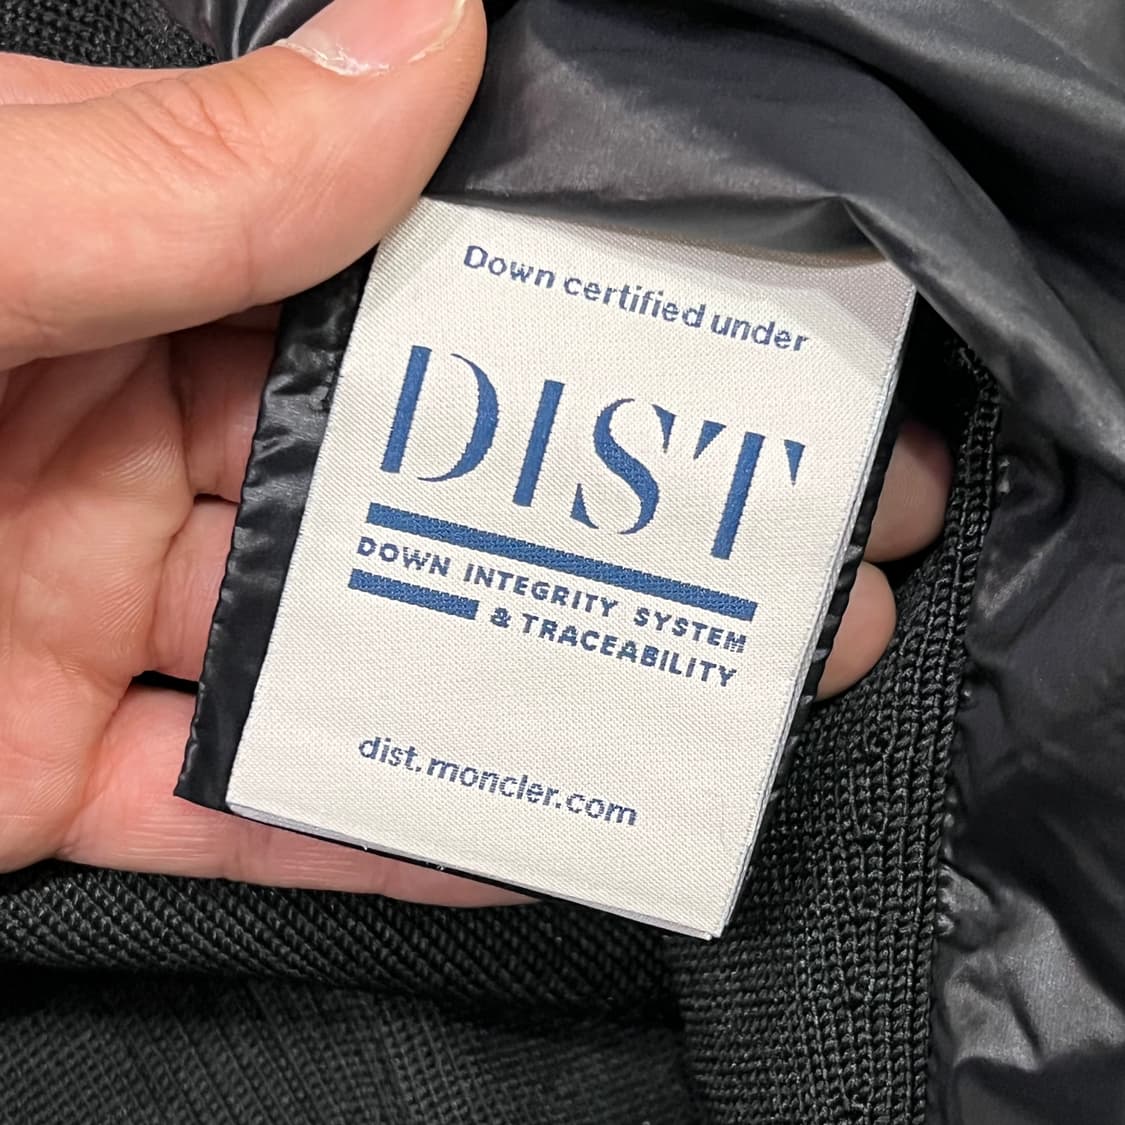 Down certified under
DIST
DOWN INTEGRITY SYSTEM
& TRACEABILITY
dist.moncler.com